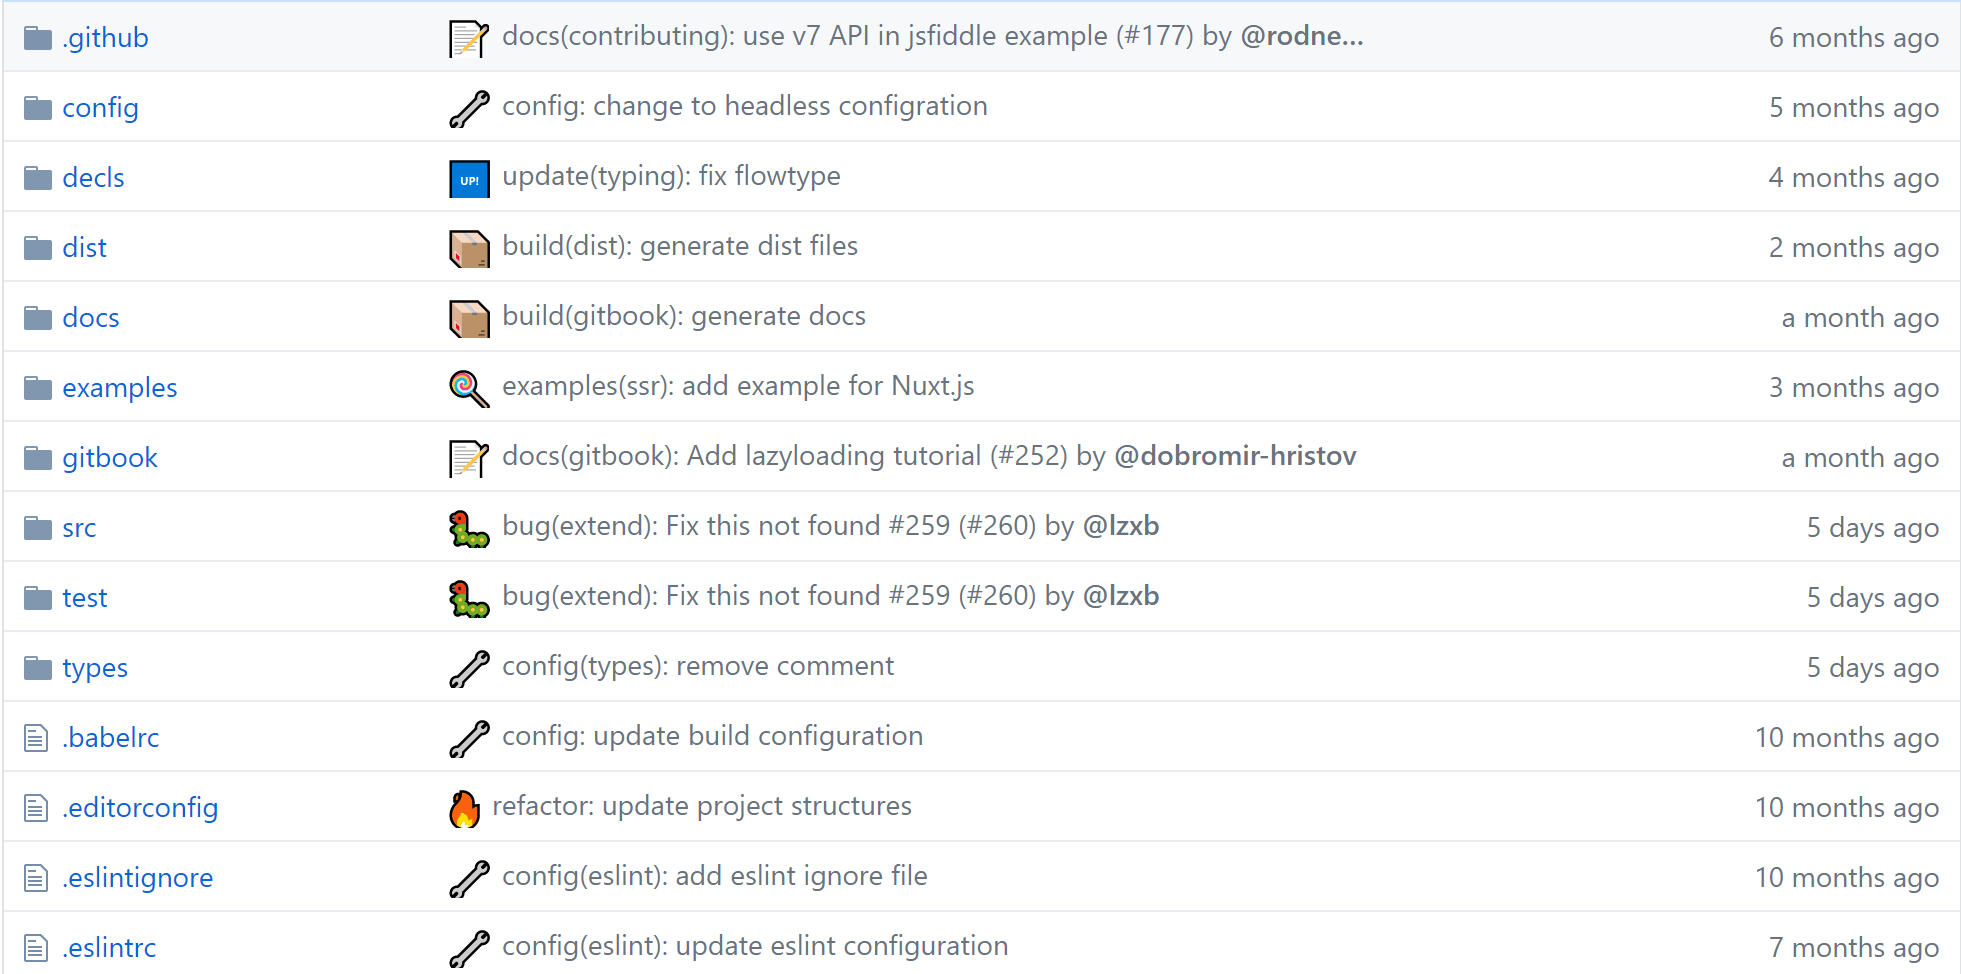 .github docs(contributing): use v7 API in jsfiddle example (#177) by @rodne... 6 months ago
config config: change to headless configration 5 months ago
decls UP! update(typing): fix flowtype 4 months ago
dist build(dist): generate dist files 2 months ago
docs build(gitbook): generate docs a month ago
examples examples(ssr): add example for Nuxt.js 3 months ago
gitbook docs(gitbook): Add lazyloading tutorial (#252) by @dobromir-hristov a month ago
src bug(extend): Fix this not found #259 (#260) by @lzxb 5 days ago
test bug(extend): Fix this not found #259 (#260) by @lzxb 5 days ago
types config(types): remove comment 5 days ago
.babelrc config: update build configuration 10 months ago
.editorconfig refactor: update project structures 10 months ago
.eslintignore config(eslint): add eslint ignore file 10 months ago
.eslintrc config(eslint): update eslint configuration 7 months ago